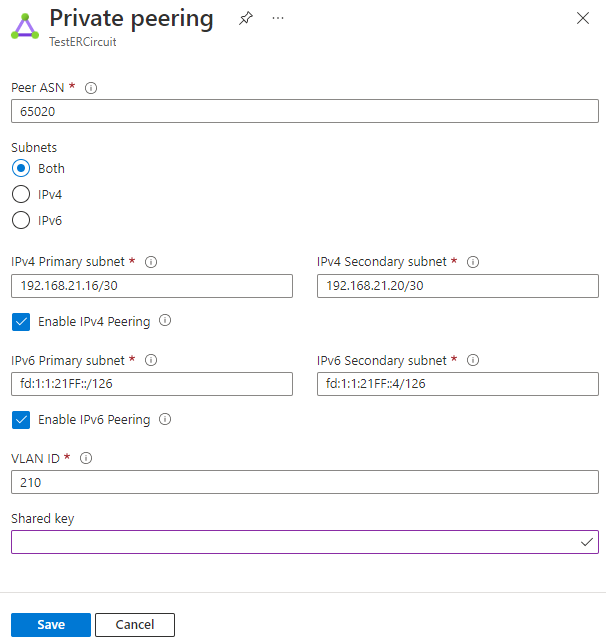 Private peering
TestERCircuit
Peer ASN *
65020
Subnets
Both
IPv4
IPv6
IPv4 Primary subnet * IPv4 Secondary subnet *
192.168.21.16/30 192.168.21.20/30
Enable IPv4 Peering
IPv6 Primary subnet * IPv6 Secondary subnet *
fd:1:1:21FF::/126 fd:1:1:21FF::4/126
Enable IPv6 Peering
VLAN ID *
210
Shared key
Save Cancel